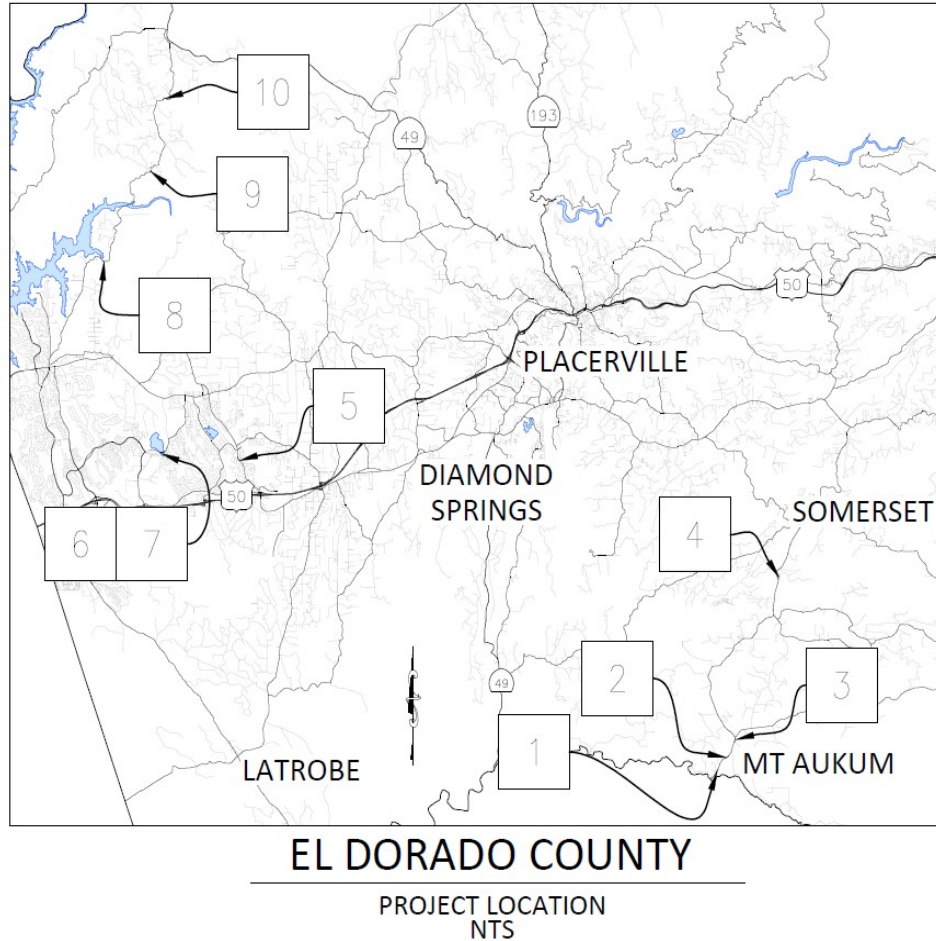 10
193
49
9
50
8
PLACERVILLE
5
DIAMOND
SPRINGS
50
4
SOMERSET
6
7
2
3
49
1
MT AUKUM
LATROBE
EL DORADO COUNTY
PROJECT LOCATION
NTS